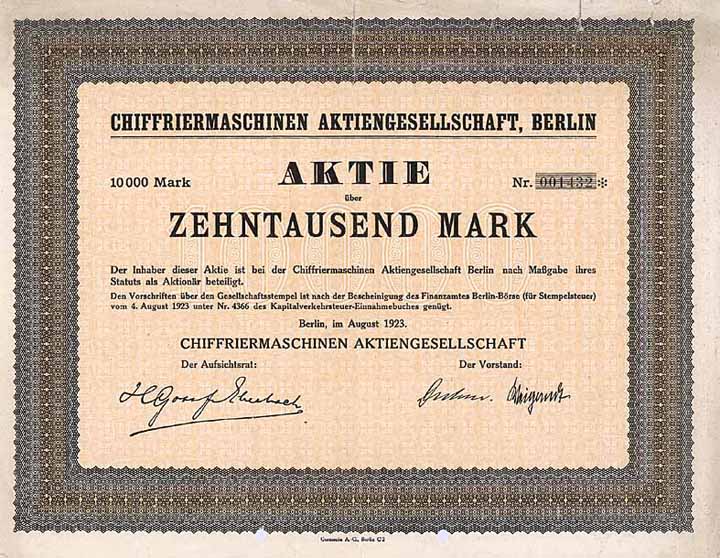 CHIFFRIERMASCHINEN AKTIENGESELLSCHAFT, BERLIN
10000 Mark AKTIE Nr. 001432*
über
ZEHNTAUSEND MARK
Der Inhaber dieser Aktie ist bei der Chiffriermaschinen Aktiengesellschaft Berlin nach Maßgabe ihres
Statuts als Aktionär beteiligt.
Den Vorschriften über den Gesellschaftsstempel ist nach der Bescheinigung des Finanzamtes Berlin-Börse (für Stempelsteuer)
vom 4. August 1923 unter Nr. 4366 des Kapitalverkehrsteuer-Einnahmebuches genügt.
Berlin, im August 1923.
CHIFFRIERMASCHINEN AKTIENGESELLSCHAFT
Der Aufsichtsrat: Der Vorstand:
Germania A.-G., Berlin C2